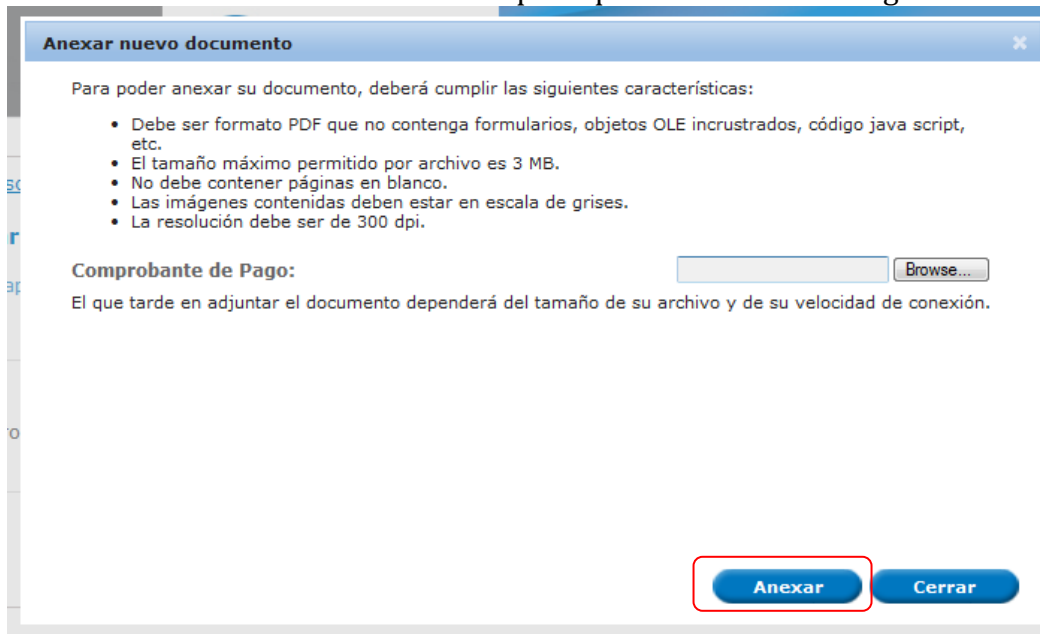 Anexar nuevo documento
Para poder anexar su documento, deberá cumplir las siguientes características:
• Debe ser formato PDF que no contenga formularios, objetos OLE incrustrados, código java script,
etc.
• El tamaño máximo permitido por archivo es 3 MB.
• No debe contener páginas en blanco.
• Las imágenes contenidas deben estar en escala de grises.
• La resolución debe ser de 300 dpi.
Comprobante de Pago: Browse...
El que tarde en adjuntar el documento dependerá del tamaño de su archivo y de su velocidad de conexión.
Anexar Cerrar